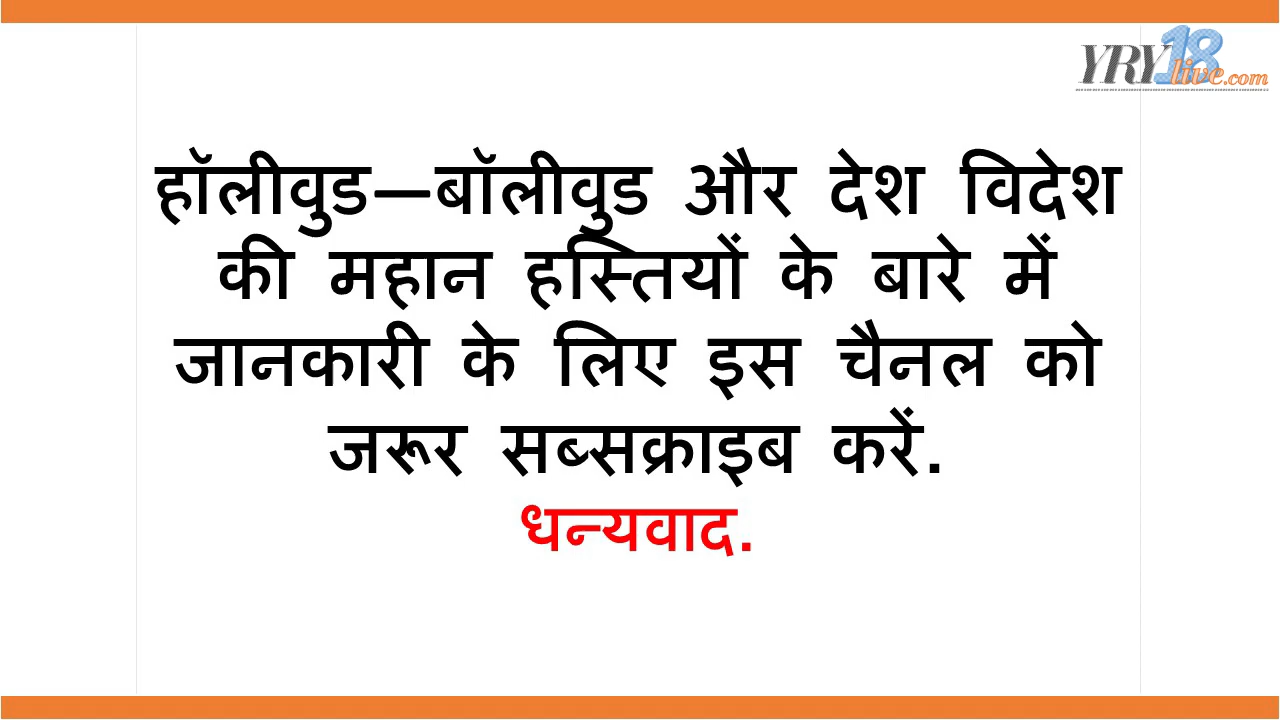 YRY18live.com
हॉलीवुड—बॉलीवुड और देश विदेश
की महान हस्तियों के बारे में
जानकारी के लिए इस चैनल को
जरूर सब्सक्राइब करें.
धन्यवाद.